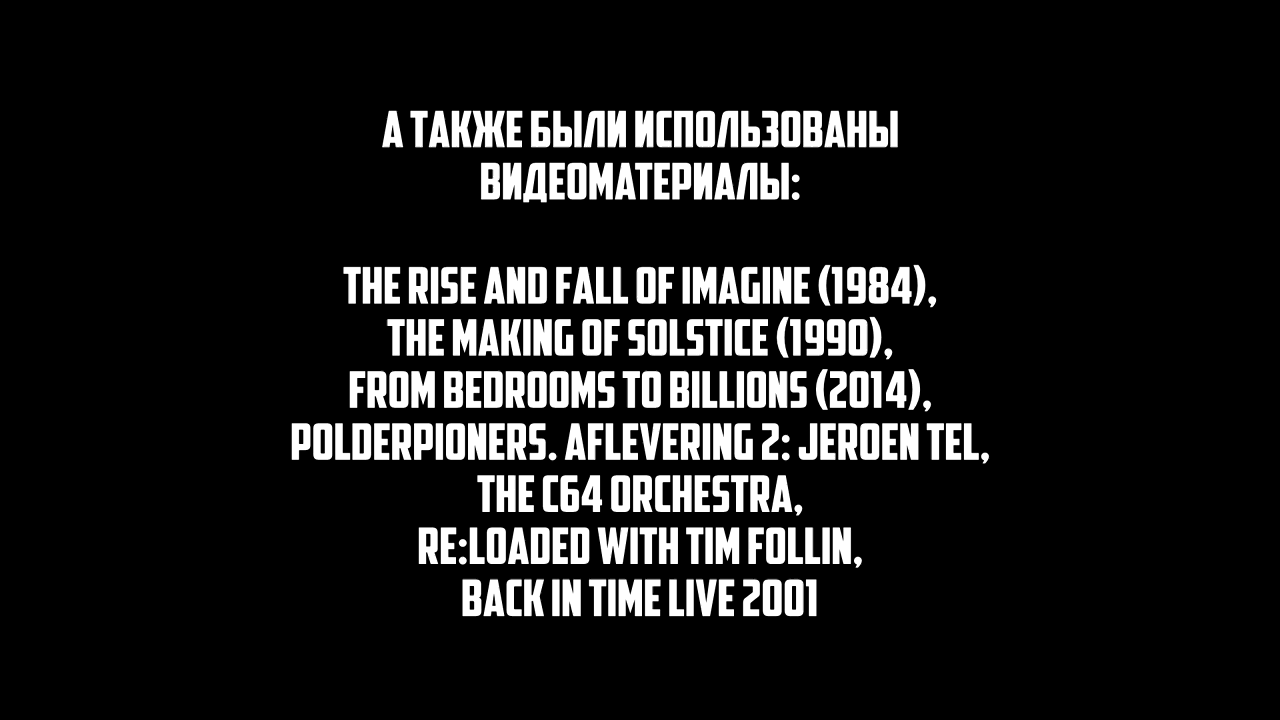 А ТАКЖЕ БЫЛИ ИСПОЛЬЗОВАНЫ
ВИДЕОМАТЕРИАЛЫ:
THE RISE AND FALL OF IMAGINE (1984),
THE MAKING OF SOLSTICE (1990),
FROM BEDROOMS TO BILLIONS (2014),
POLDERPIONERS. AFLEVERING 2: JEROEN TEL,
THE C64 ORCHESTRA,
RE:LOADED WITH TIM FOLLIN,
BACK IN TIME LIVE 2001